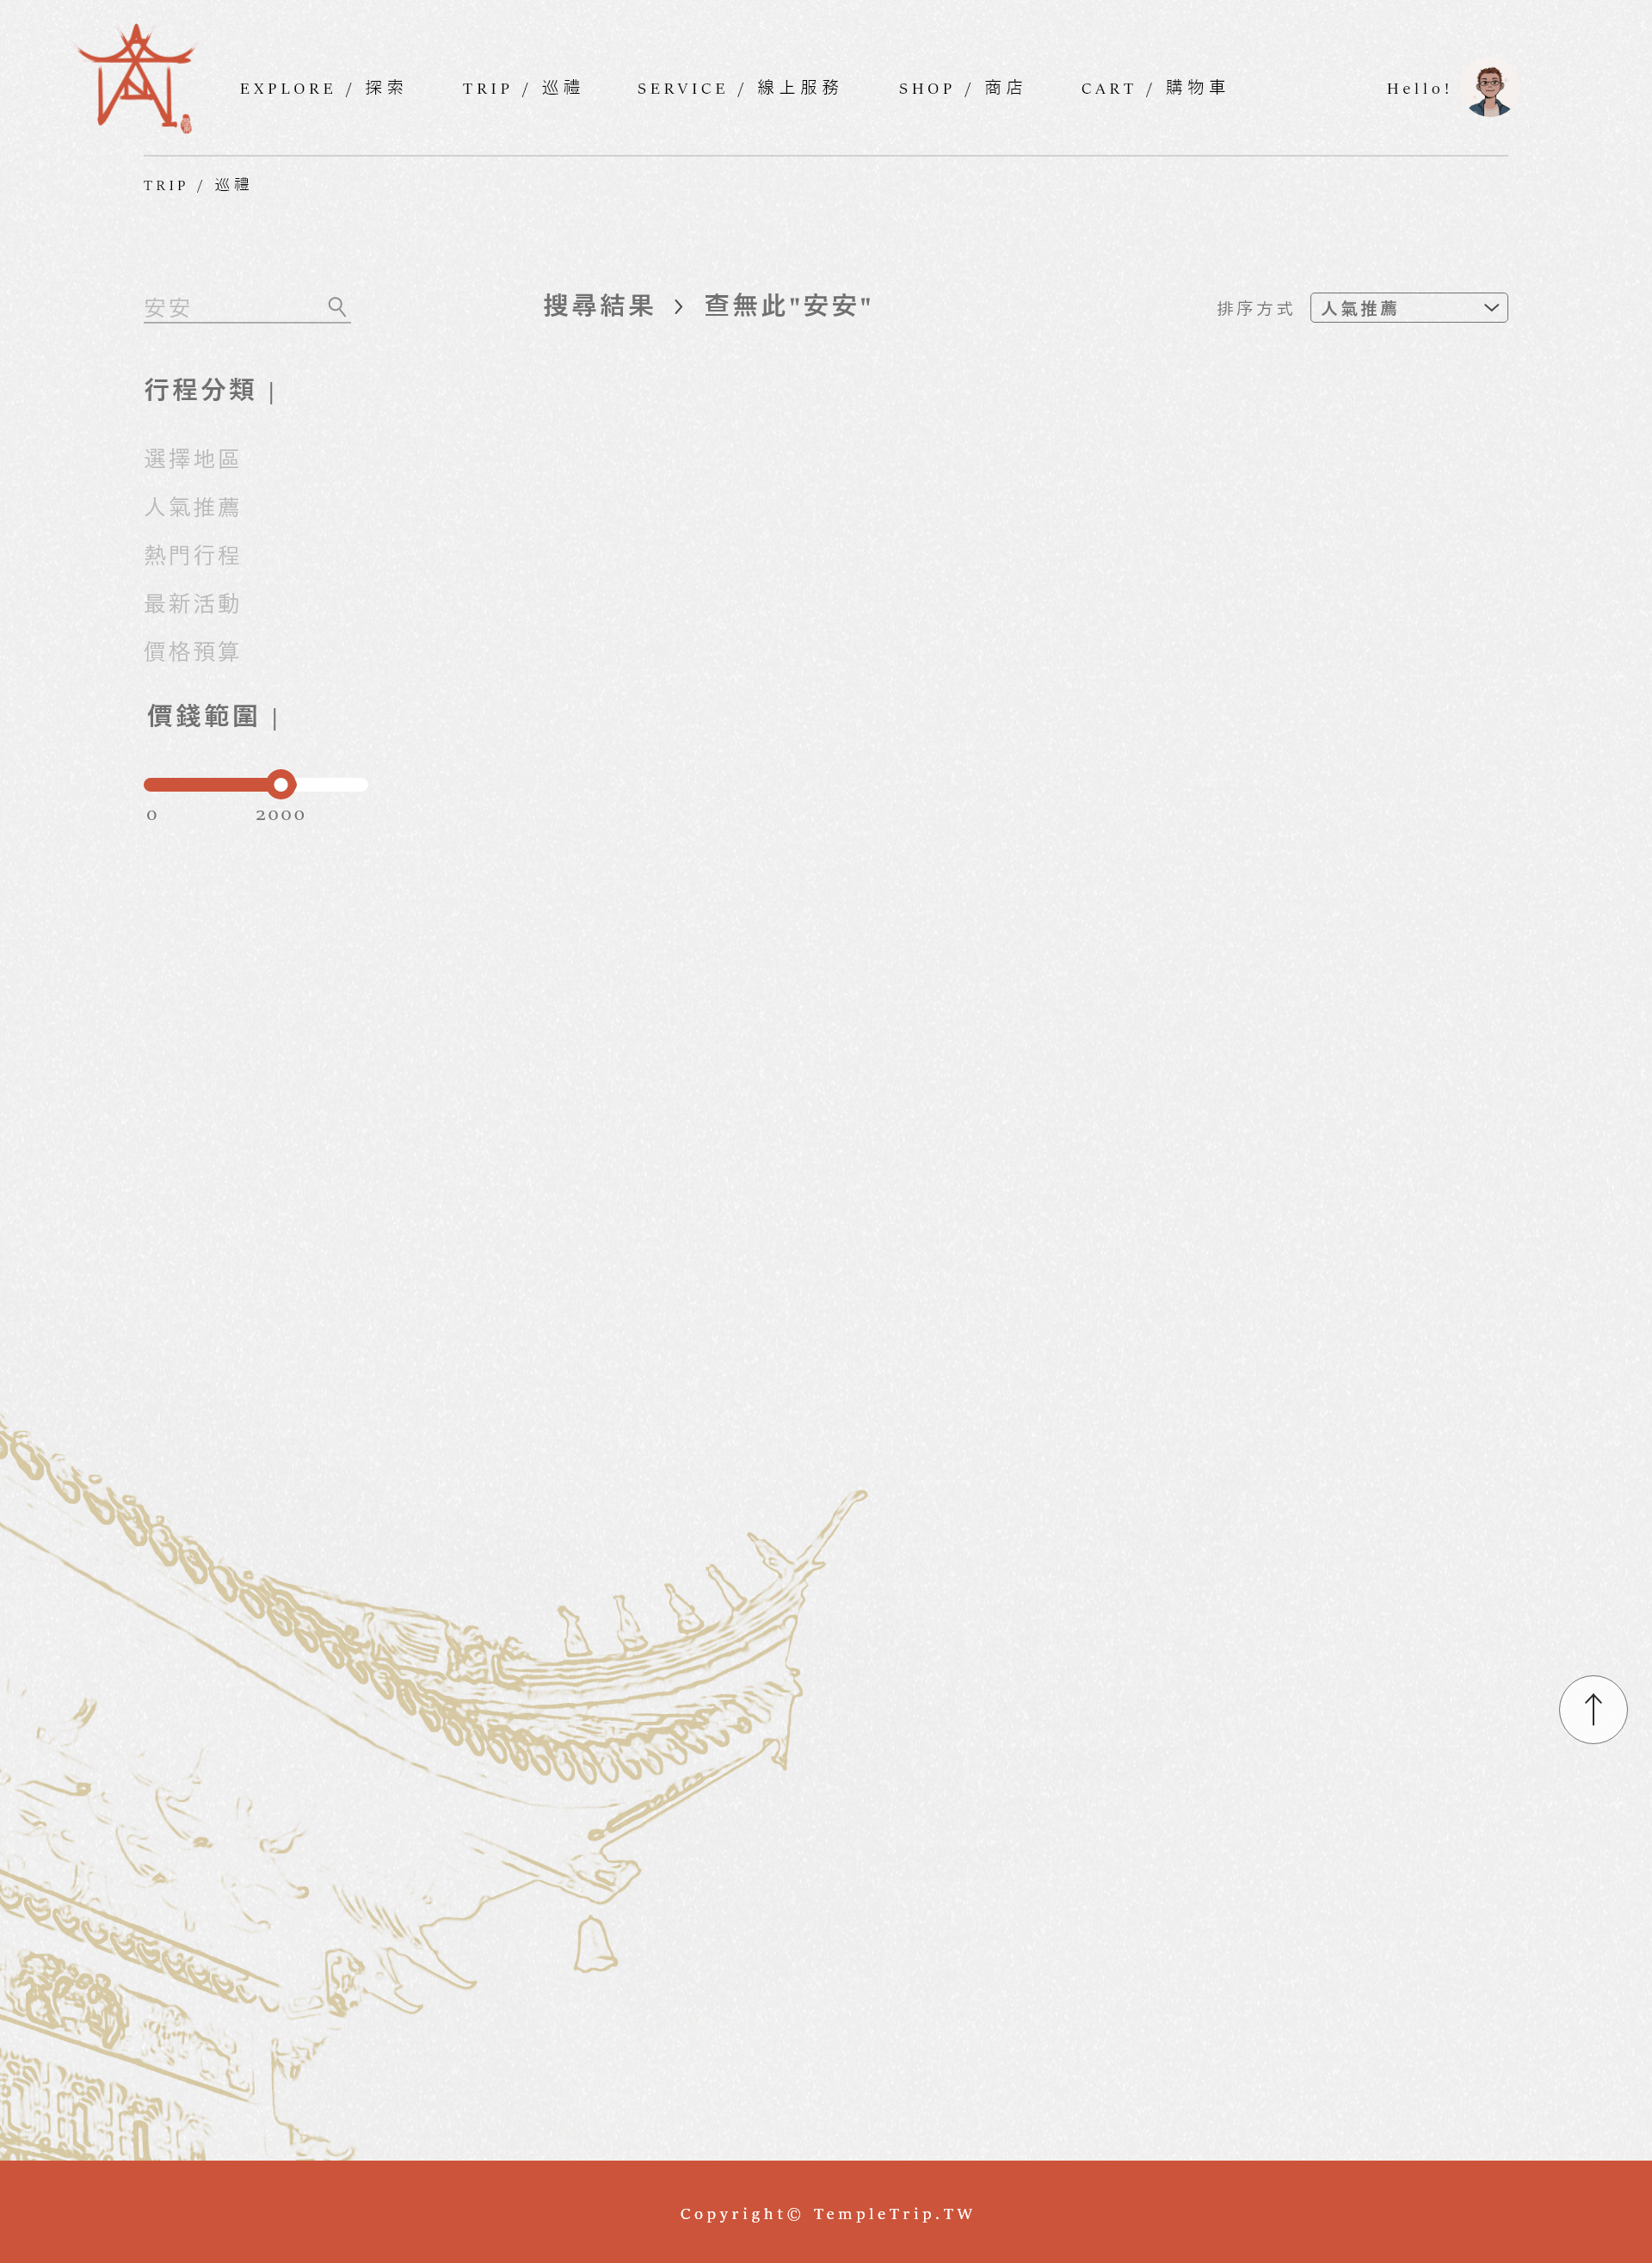 EXPLORE / 探索 TRIP / 巡禮 SERVICE / 線上服務 SHOP / 商店 CART / 購物車 Hello!
TRIP / 巡禮
安安
搜尋結果 > 查無此"安安"
排序方式 人氣推薦
行程分類 |
選擇地區
人氣推薦
熱門行程
最新活動
價格預算
價錢範圍 |
0 2000
Copyright© TempleTrip.TW